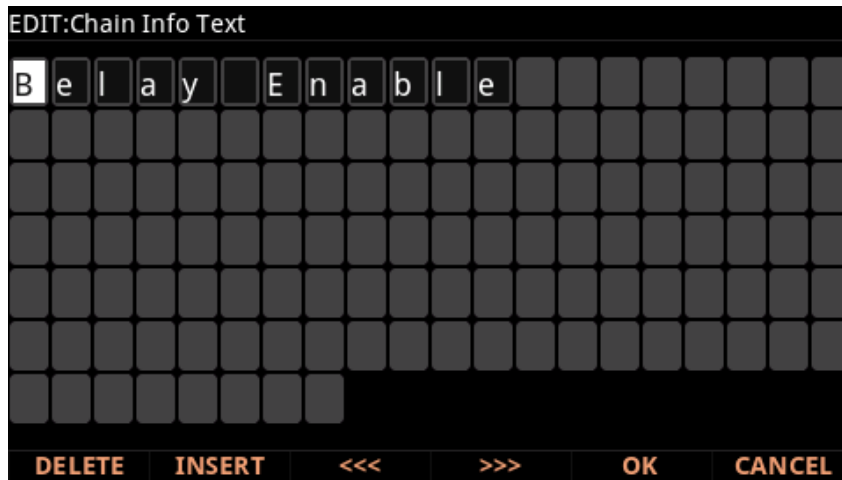 EDIT:Chain Info Text
Belay Enable
DELETE INSERT <<< >>> OK CANCEL